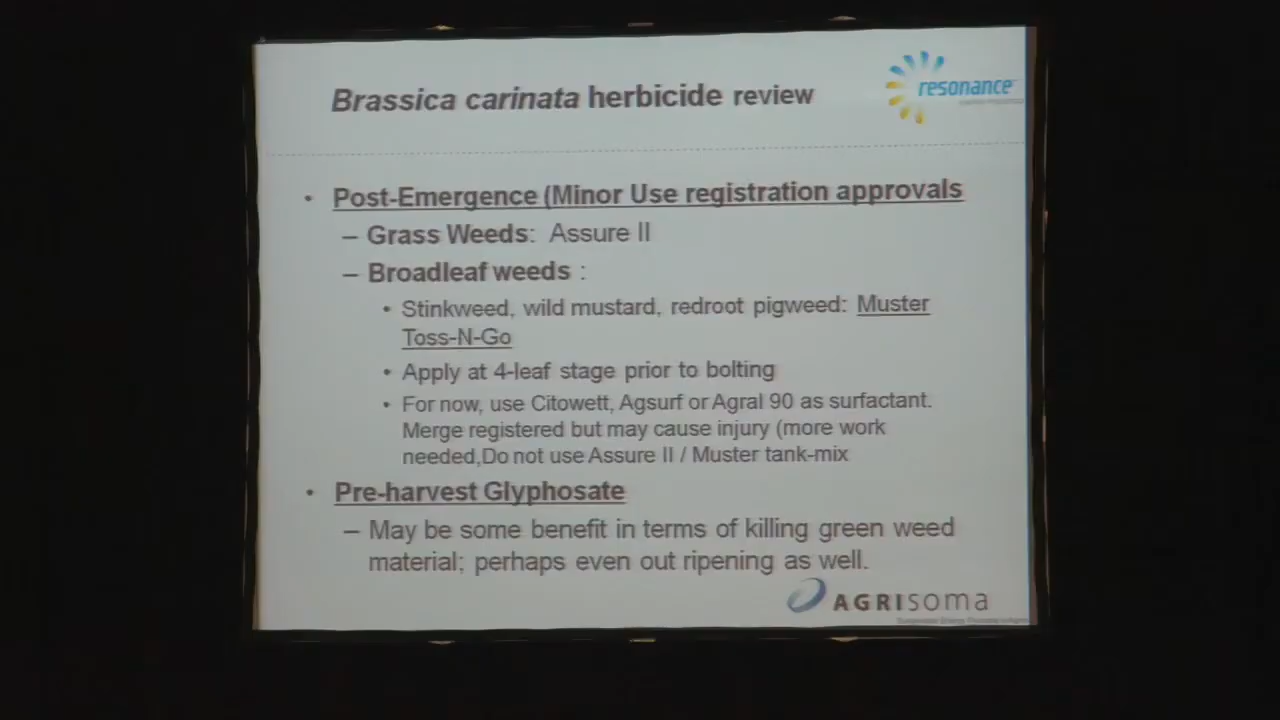 Brassica carinata herbicide review
resonance
• Post-Emergence (Minor Use registration approvals
– Grass Weeds: Assure II
– Broadleaf weeds :
• Stinkweed, wild mustard, redroot pigweed: Muster
Toss-N-Go
• Apply at 4-leaf stage prior to bolting
• For now, use Citowett, Agsurf or Agral 90 as surfactant.
Merge registered but may cause injury (more work
needed,Do not use Assure II / Muster tank-mix
• Pre-harvest Glyphosate
– May be some benefit in terms of killing green weed
material; perhaps even out ripening as well.
AGRISOMA